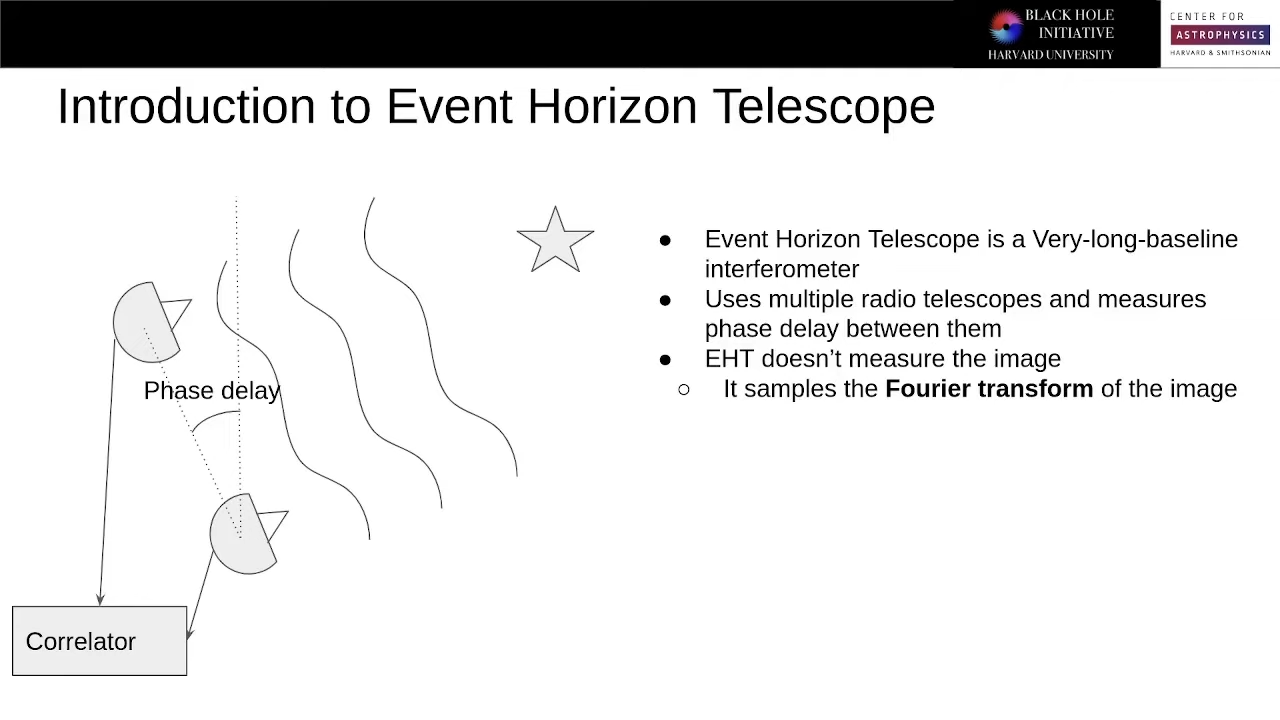 BLACK HOLE
INITIATIVE
HARVARD UNIVERSITY
CENTER FOR
ASTROPHYSICS
HARVARD & SMITHSONIAN
Introduction to Event Horizon Telescope
Phase delay
Correlator
● Event Horizon Telescope is a Very-long-baseline
interferometer
● Uses multiple radio telescopes and measures
phase delay between them
● EHT doesn’t measure the image
○ It samples the Fourier transform of the image